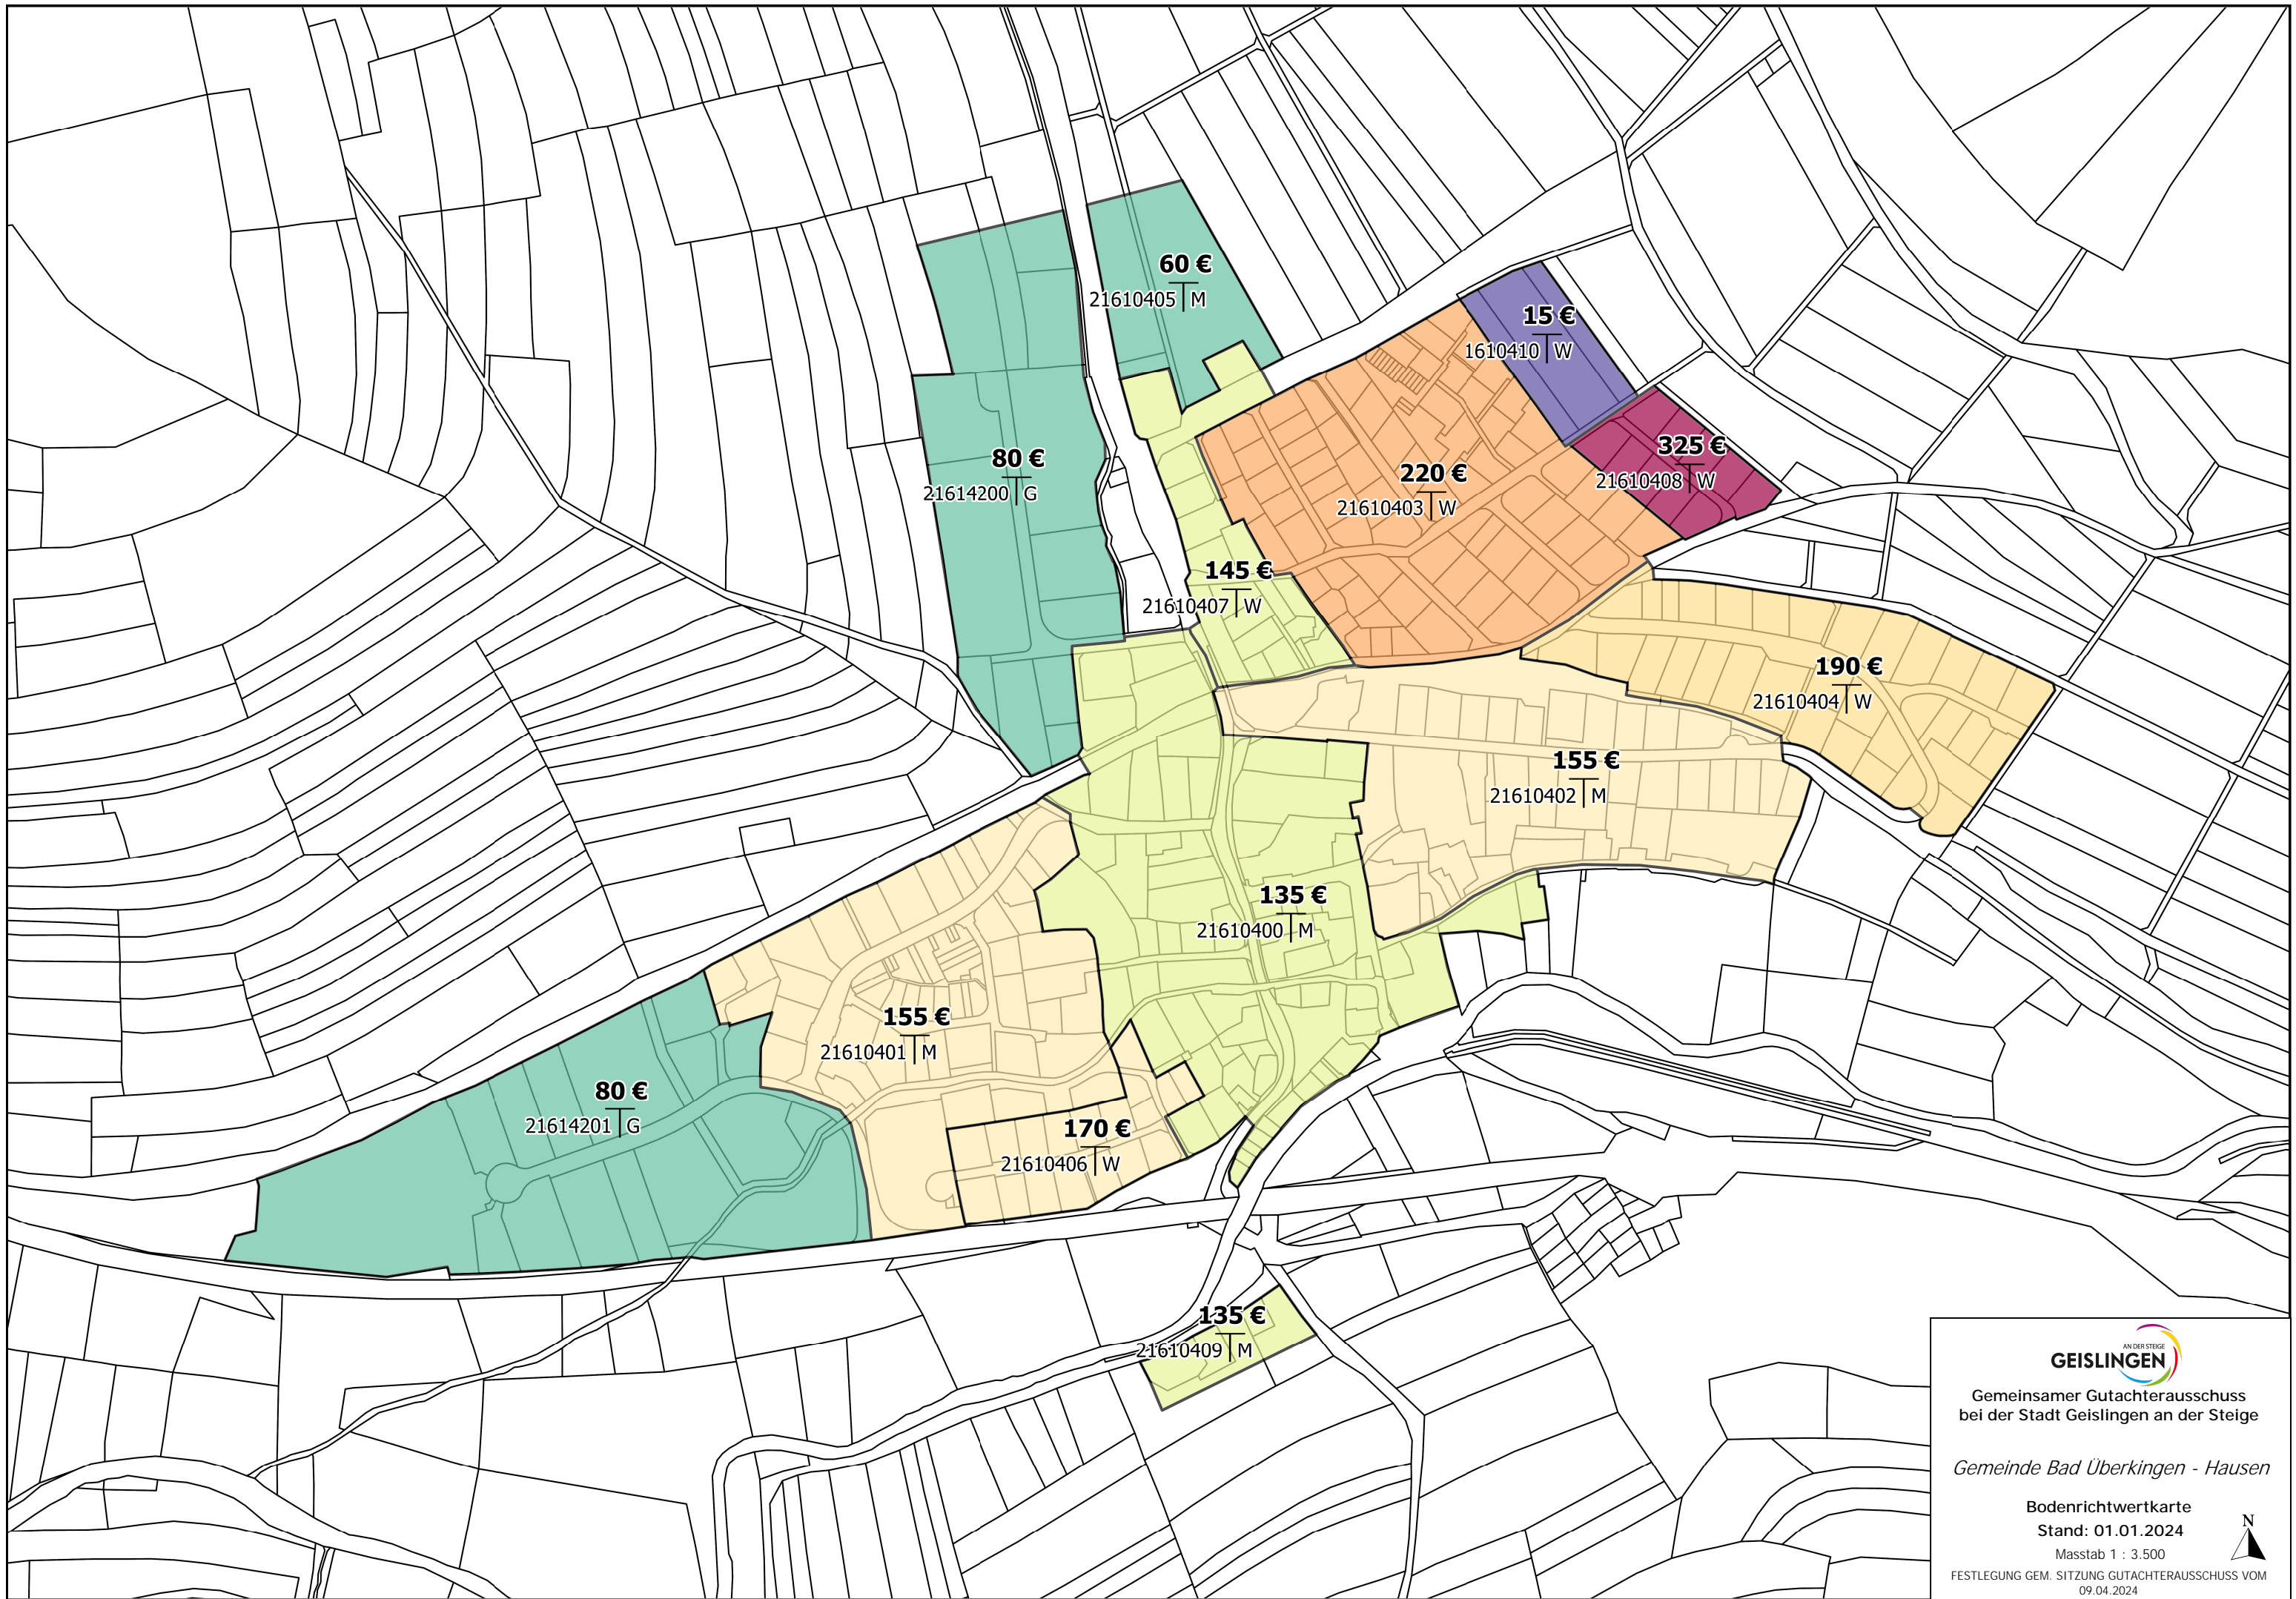 60 €
21610405 M
15 €
1610410 W
80 €
21614200 G
220 €
21610403 W
325 €
21610408 W
145 €
21610407 W
190 €
21610404 W
155 €
21610402 M
135 €
21610400 M
155 €
21610401 M
80 €
21614201 G
170 €
21610406 W
135 €
21610409 M
AN DER STEIGE
GEISLINGEN
Gemeinsamer Gutachterausschuss
bei der Stadt Geislingen an der Steige
Gemeinde Bad Überkingen - Hausen
Bodenrichtwertkarte
Stand: 01.01.2024
N
Masstab 1 : 3.500
FESTLEGUNG GEM. SITZUNG GUTACHTERAUSSCHUSS VOM
09.04.2024